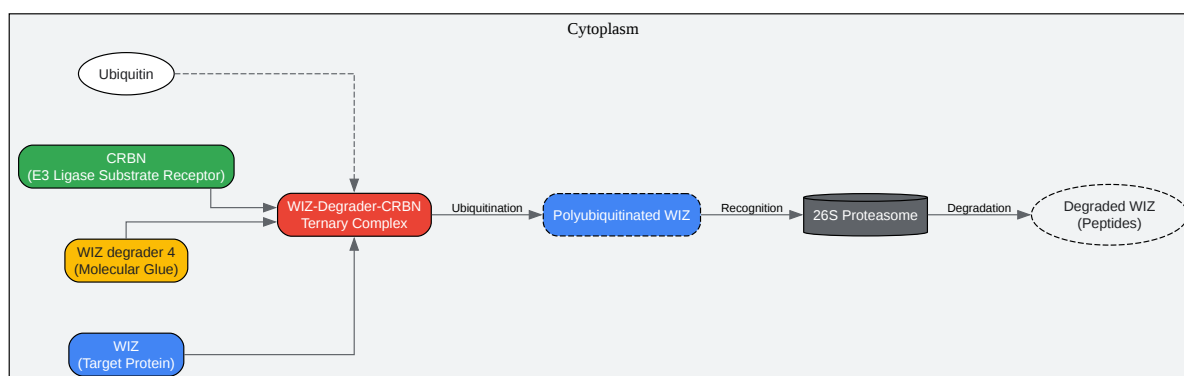 Cytoplasm
Ubiquitin
CRBN
(E3 Ligase Substrate Receptor)
WIZ degrader 4
(Molecular Glue)
WIZ
(Target Protein)
WIZ-Degrader-CRBN
Ternary Complex
Ubiquitination
Polyubiquitinated WIZ
Recognition
26S Proteasome
Degradation
Degraded WIZ
(Peptides)